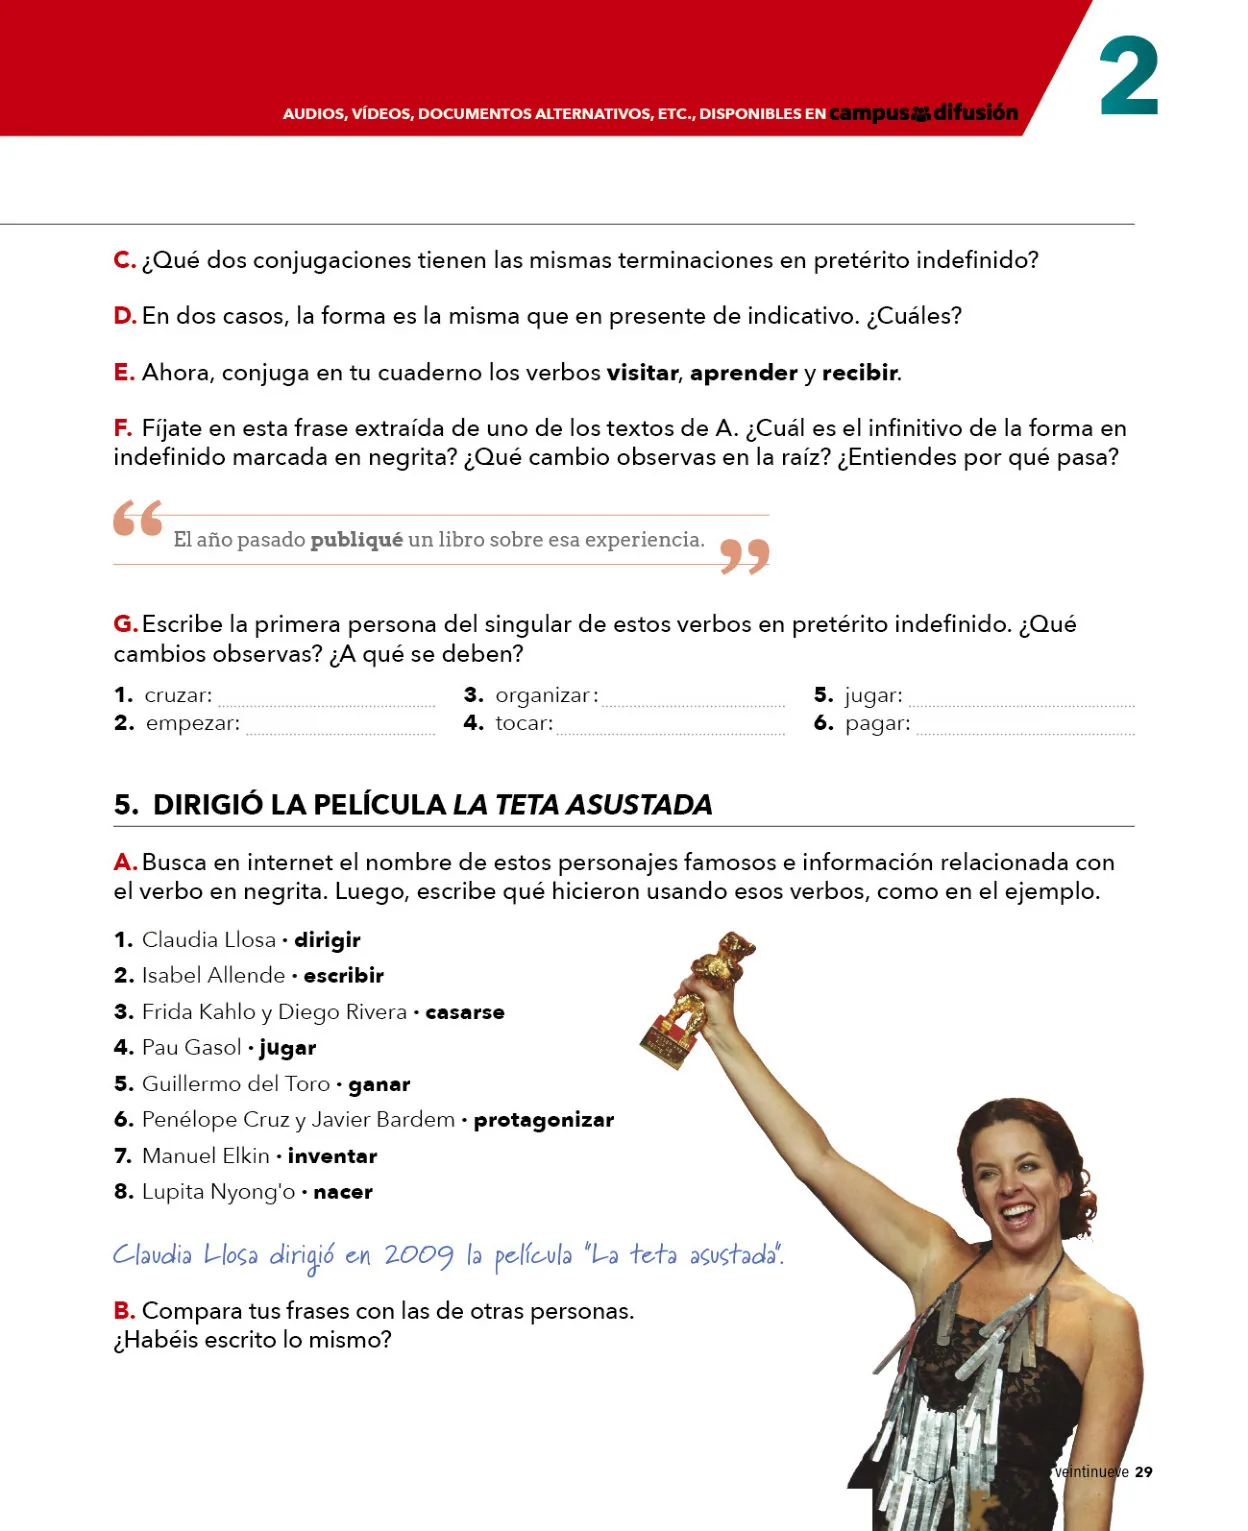 2
AUDIOS, VÍDEOS, DOCUMENTOS ALTERNATIVOS, ETC., DISPONIBLES EN campus difusión
C. ¿Qué dos conjugaciones tienen las mismas terminaciones en pretérito indefinido?
D. En dos casos, la forma es la misma que en presente de indicativo. ¿Cuáles?
E. Ahora, conjuga en tu cuaderno los verbos visitar, aprender y recibir.
F. Fíjate en esta frase extraída de uno de los textos de A. ¿Cuál es el infinitivo de la forma en
indefinido marcada en negrita? ¿Qué cambio observas en la raíz? ¿Entiendes por qué pasa?
“ El año pasado publiqué un libro sobre esa experiencia. ”
G. Escribe la primera persona del singular de estos verbos en pretérito indefinido. ¿Qué
cambios observas? ¿A qué se deben?
1. cruzar:
2. empezar:
3. organizar:
4. tocar:
5. jugar:
6. pagar:
5. DIRIGIÓ LA PELÍCULA LA TETA ASUSTADA
A. Busca en internet el nombre de estos personajes famosos e información relacionada con
el verbo en negrita. Luego, escribe qué hicieron usando esos verbos, como en el ejemplo.
1. Claudia Llosa • dirigir
2. Isabel Allende • escribir
3. Frida Kahlo y Diego Rivera • casarse
4. Pau Gasol • jugar
5. Guillermo del Toro • ganar
6. Penélope Cruz y Javier Bardem • protagonizar
7. Manuel Elkin • inventar
8. Lupita Nyong'o • nacer
Claudia Llosa dirigió en 2009 la película "La teta asustada".
B. Compara tus frases con las de otras personas.
¿Habéis escrito lo mismo?
veintinueve 29